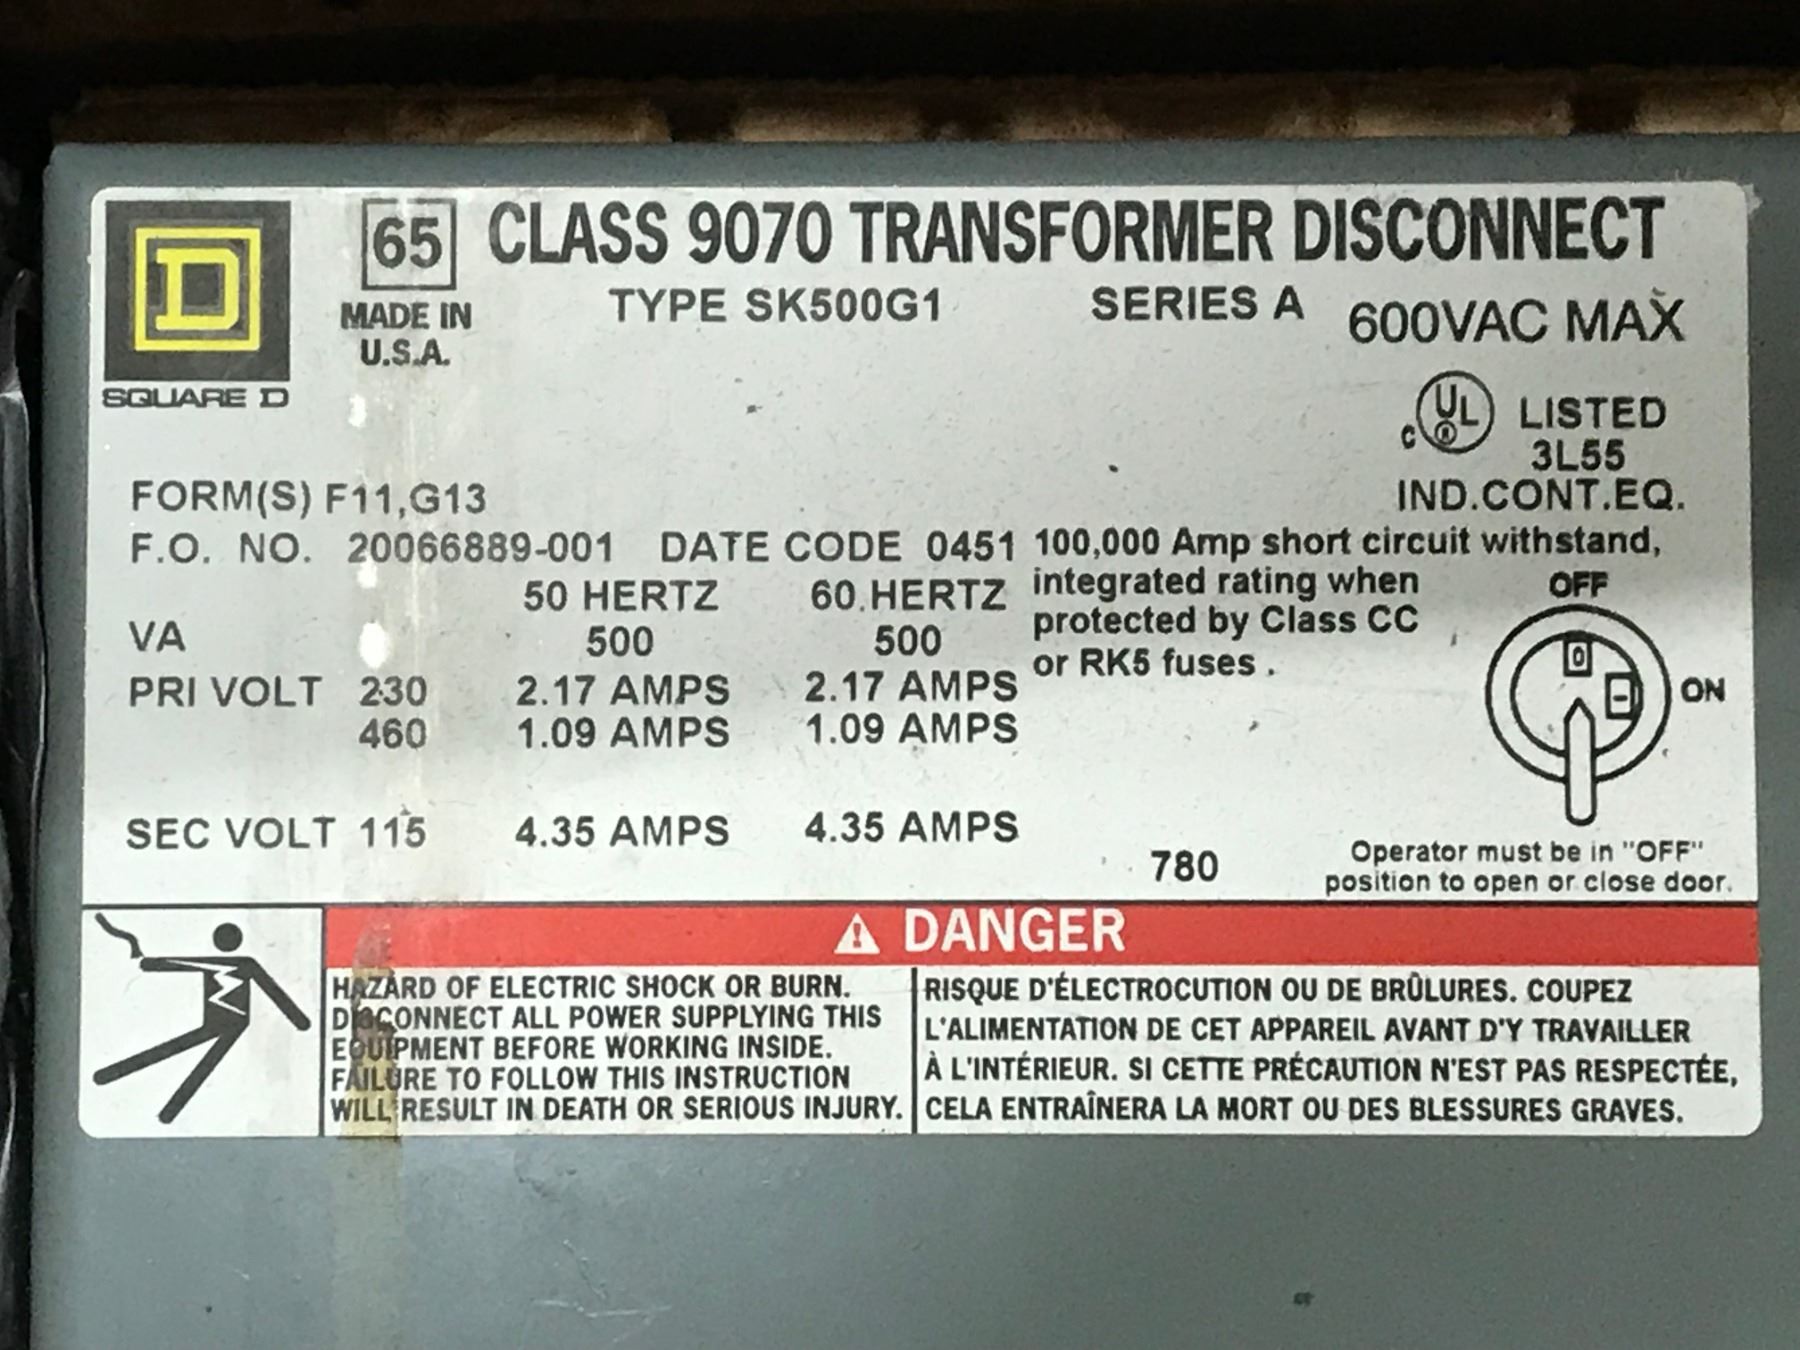 D
SQUARE D
65
MADE IN
U.S.A.
CLASS 9070 TRANSFORMER DISCONNECT
TYPE SK500G1 SERIES A 600VAC MAX
C UL ® LISTED
3L55
IND.CONT.EQ.
FORM(S) F11,G13
F.O. NO. 20066889-001 DATE CODE 0451
50 HERTZ 60 HERTZ
VA 500 500
PRI VOLT 230 2.17 AMPS 2.17 AMPS
460 1.09 AMPS 1.09 AMPS
SEC VOLT 115 4.35 AMPS 4.35 AMPS
100,000 Amp short circuit withstand,
integrated rating when
protected by Class CC
or RK5 fuses .
OFF
0
I
ON
780
Operator must be in "OFF"
position to open or close door.
DANGER
HAZARD OF ELECTRIC SHOCK OR BURN.
DISCONNECT ALL POWER SUPPLYING THIS
EQUIPMENT BEFORE WORKING INSIDE.
FAILURE TO FOLLOW THIS INSTRUCTION
WILL RESULT IN DEATH OR SERIOUS INJURY.
RISQUE D'ÉLECTROCUTION OU DE BRÛLURES. COUPEZ
L'ALIMENTATION DE CET APPAREIL AVANT D'Y TRAVAILLER
À L'INTÉRIEUR. SI CETTE PRÉCAUTION N'EST PAS RESPECTÉE,
CELA ENTRAÎNERA LA MORT OU DES BLESSURES GRAVES.